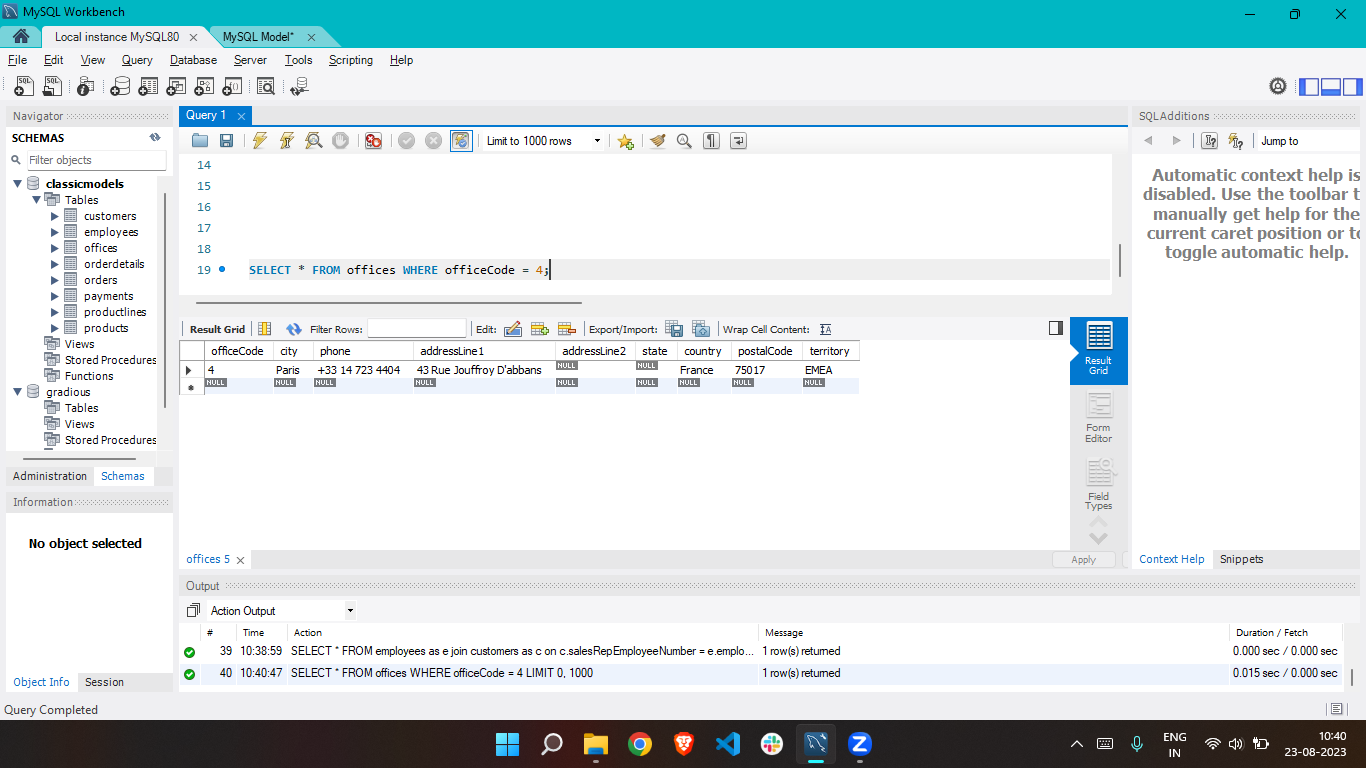 MySQL Workbench
Local instance MySQL80
MySQL Model*
File Edit View Query Database Server Tools Scripting Help
Navigator
SCHEMAS
Filter objects
classicmodels
Tables
customers
employees
offices
orderdetails
orders
payments
productlines
products
Views
Stored Procedures
Functions
gradious
Tables
Views
Stored Procedures
Administration Schemas
Information
No object selected
Object Info Session
Query 1
Limit to 1000 rows
14
15
16
17
18
19 SELECT * FROM offices WHERE officeCode = 4;
Result Grid Filter Rows: Edit: Export/Import: Wrap Cell Content:
officeCode city phone addressLine1 addressLine2 state country postalCode territory
4 Paris +33 14 723 4404 43 Rue Jouffroy D'abbans NULL NULL France 75017 EMEA
NULL NULL NULL NULL NULL NULL NULL NULL NULL
Result
Grid
Form
Editor
Field
Types
offices 5
Apply
SQLAdditions
Jump to
Automatic context help is
disabled. Use the toolbar t
manually get help for the
current caret position or to
toggle automatic help.
Context Help Snippets
Output
Action Output
# Time Action Message Duration / Fetch
39 10:38:59 SELECT * FROM employees as e join customers as c on c.salesRepEmployeeNumber = e.emplo... 1 row(s) returned 0.000 sec / 0.000 sec
40 10:40:47 SELECT * FROM offices WHERE officeCode = 4 LIMIT 0, 1000 1 row(s) returned 0.015 sec / 0.000 sec
Query Completed
ENG
IN
10:40
23-08-2023